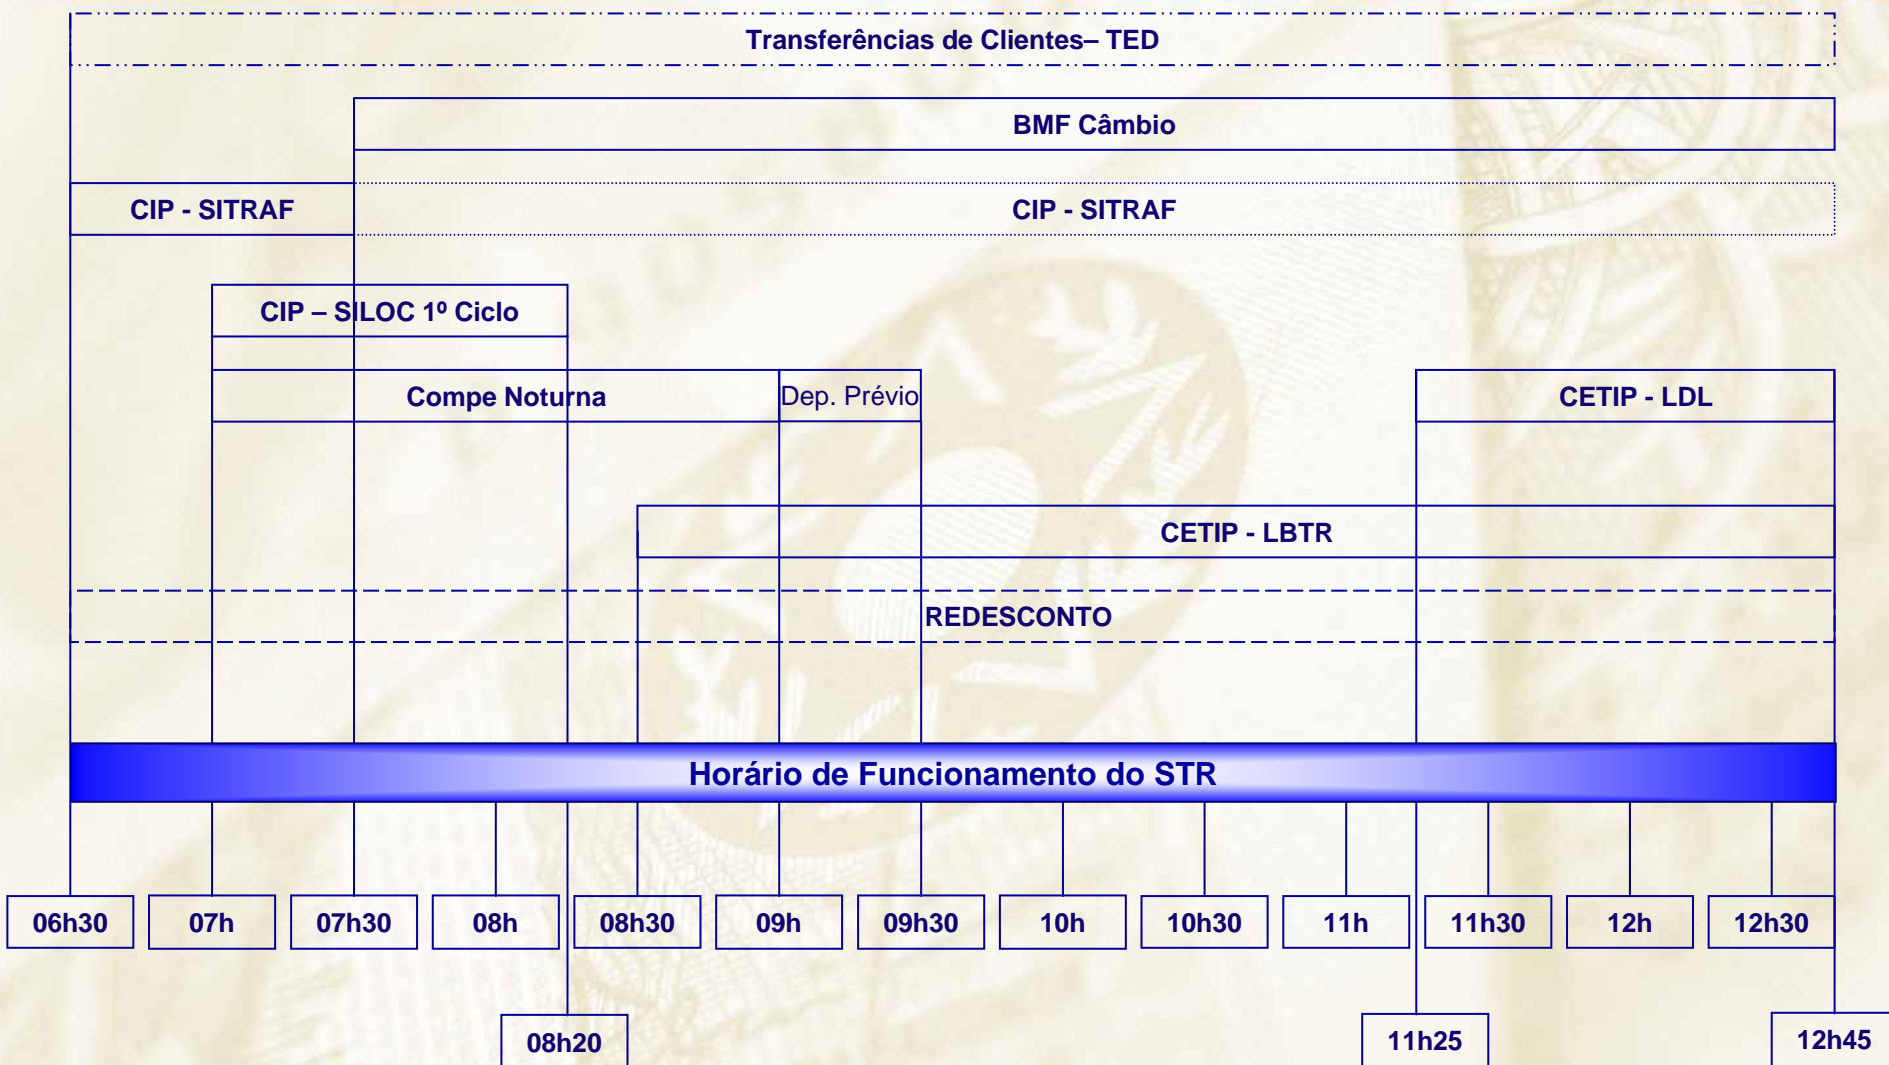 Transferências de Clientes– TED
BMF Câmbio
CIP - SITRAF
CIP - SITRAF
CIP – SILOC 1º Ciclo
Compe Noturna
Dep. Prévio
CETIP - LDL
CETIP - LBTR
REDESCONTO
Horário de Funcionamento do STR
06h30
07h
07h30
08h
08h30
09h
09h30
10h
10h30
11h
11h30
12h
12h30
08h20
11h25
12h45